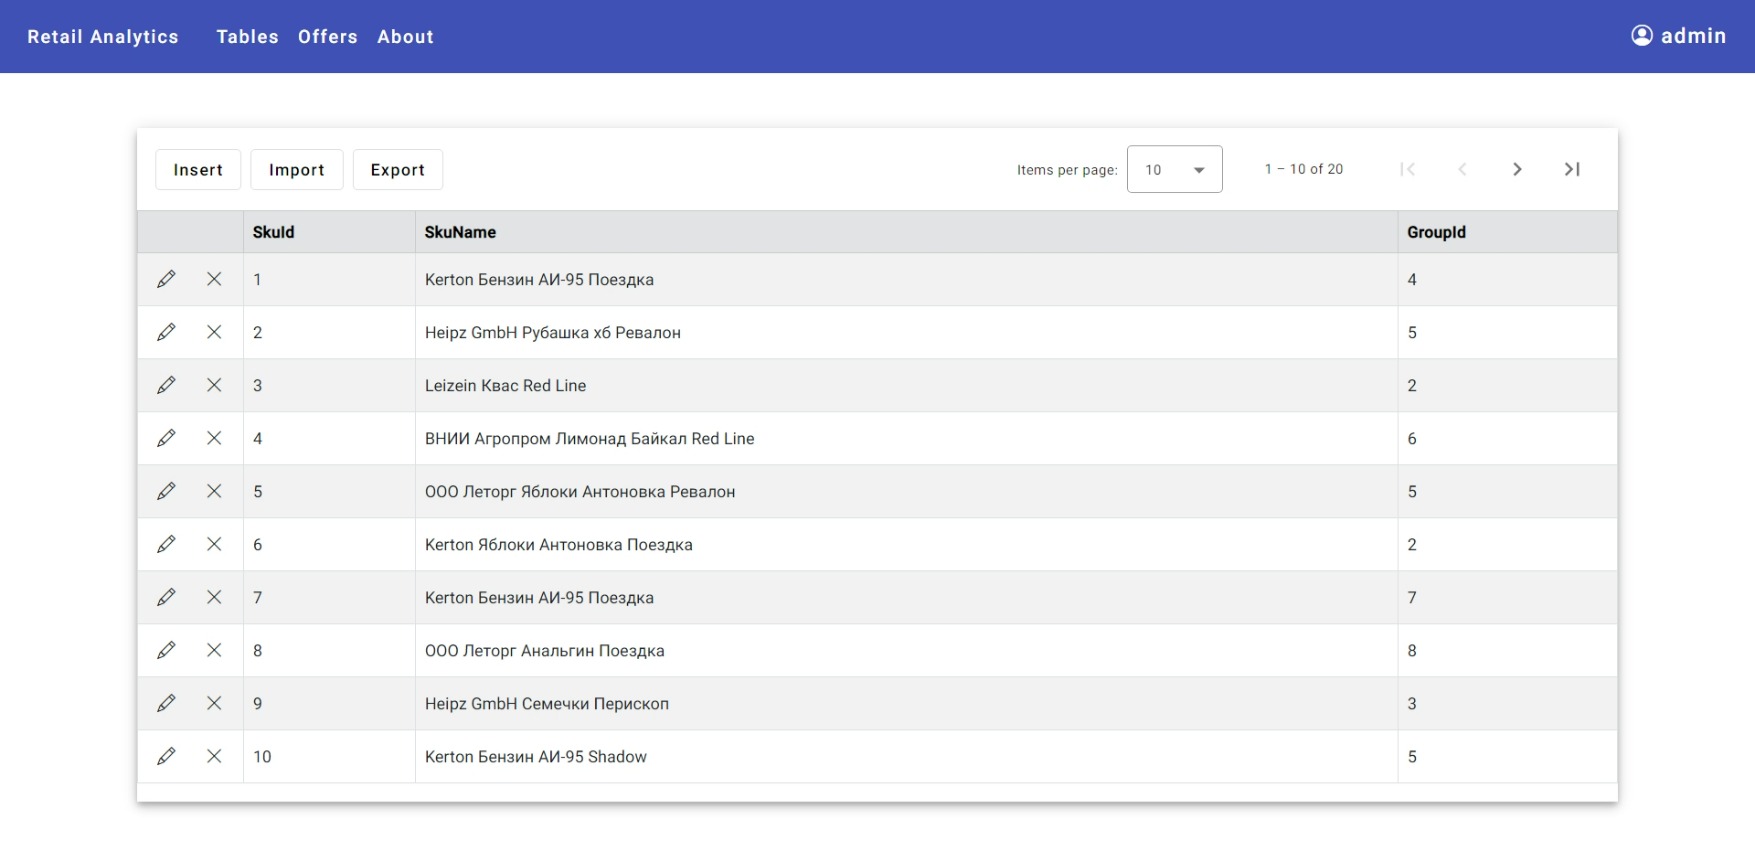 Retail Analytics Tables Offers About admin
Insert Import Export Items per page: 10 1 – 10 of 20
SkuId SkuName GroupId
1 Kerton Бензин АИ-95 Поездка 4
2 Heipz GmbH Рубашка хб Ревалон 5
3 Leizein Квас Red Line 2
4 ВНИИ Агропром Лимонад Байкал Red Line 6
5 ООО Леторг Яблоки Антоновка Ревалон 5
6 Kerton Яблоки Антоновка Поездка 2
7 Kerton Бензин АИ-95 Поездка 7
8 ООО Леторг Анальгин Поездка 8
9 Heipz GmbH Семечки Перископ 3
10 Kerton Бензин АИ-95 Shadow 5